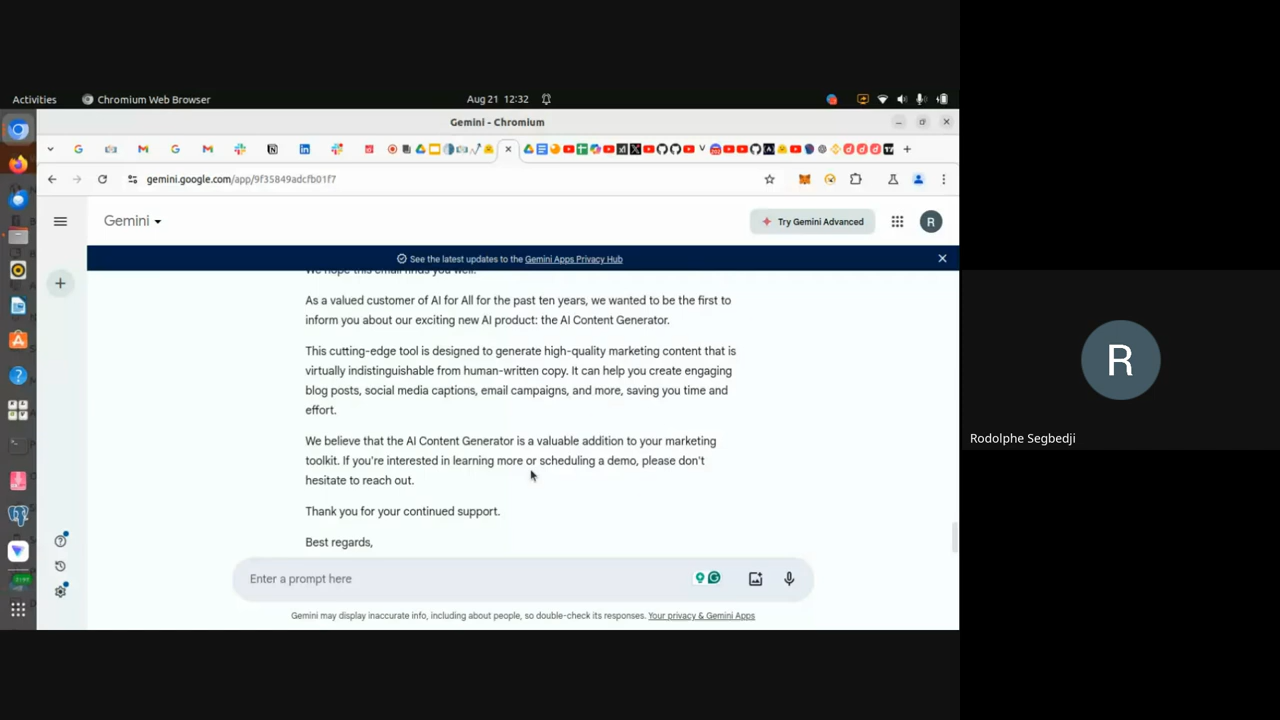 Activities
Chromium Web Browser
Aug 21 12:32
Gemini - Chromium
gemini.google.com/app/9f35849adcfb01f7
Gemini
Try Gemini Advanced
R
See the latest updates to the Gemini Apps Privacy Hub
We hope this email finds you well.
As a valued customer of AI for All for the past ten years, we wanted to be the first to
inform you about our exciting new AI product: the AI Content Generator.
This cutting-edge tool is designed to generate high-quality marketing content that is
virtually indistinguishable from human-written copy. It can help you create engaging
blog posts, social media captions, email campaigns, and more, saving you time and
effort.
We believe that the AI Content Generator is a valuable addition to your marketing
toolkit. If you're interested in learning more or scheduling a demo, please don't
hesitate to reach out.
Thank you for your continued support.
Best regards,
Enter a prompt here
Gemini may display inaccurate info, including about people, so double-check its responses. Your privacy & Gemini Apps
R
Rodolphe Segbedji